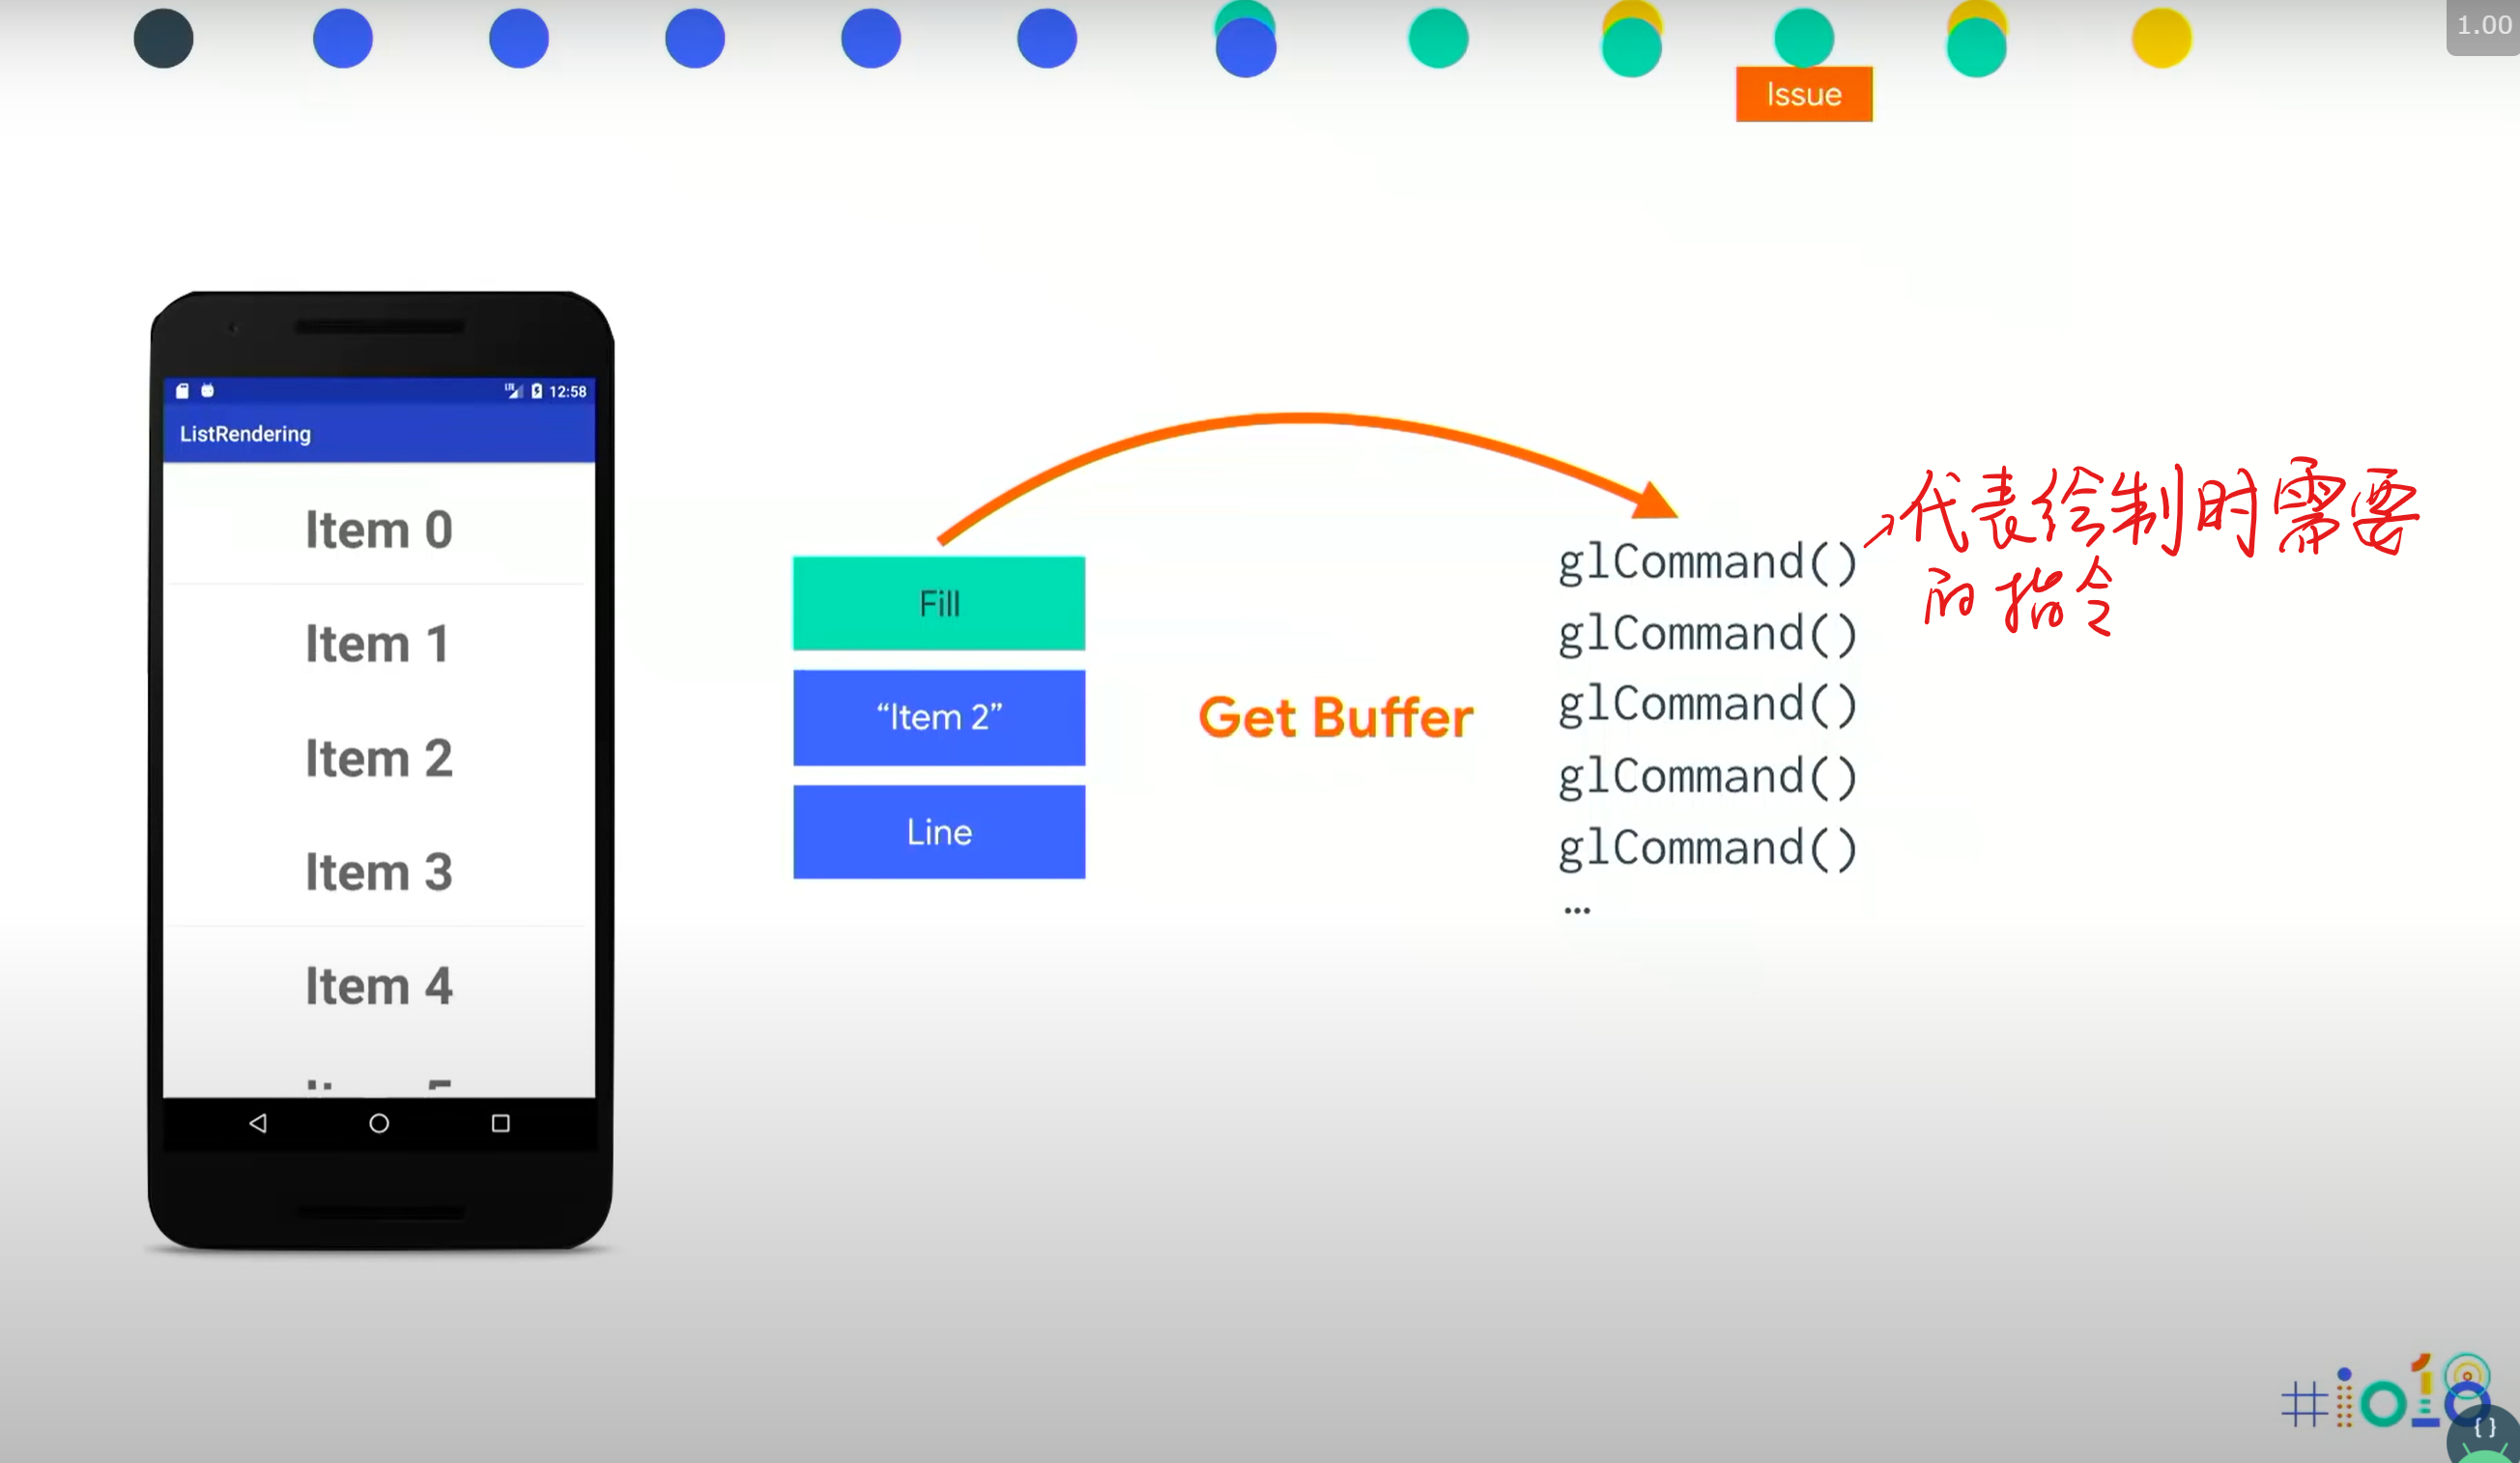 1.00
Issue
12:58
ListRendering
Item 0
Item 1
Item 2
Item 3
Item 4
Fill
“Item 2”
Line
Get Buffer
glCommand()
glCommand()
glCommand()
glCommand()
glCommand()
...
代表绘制时需要
的指令
#io18
{ }